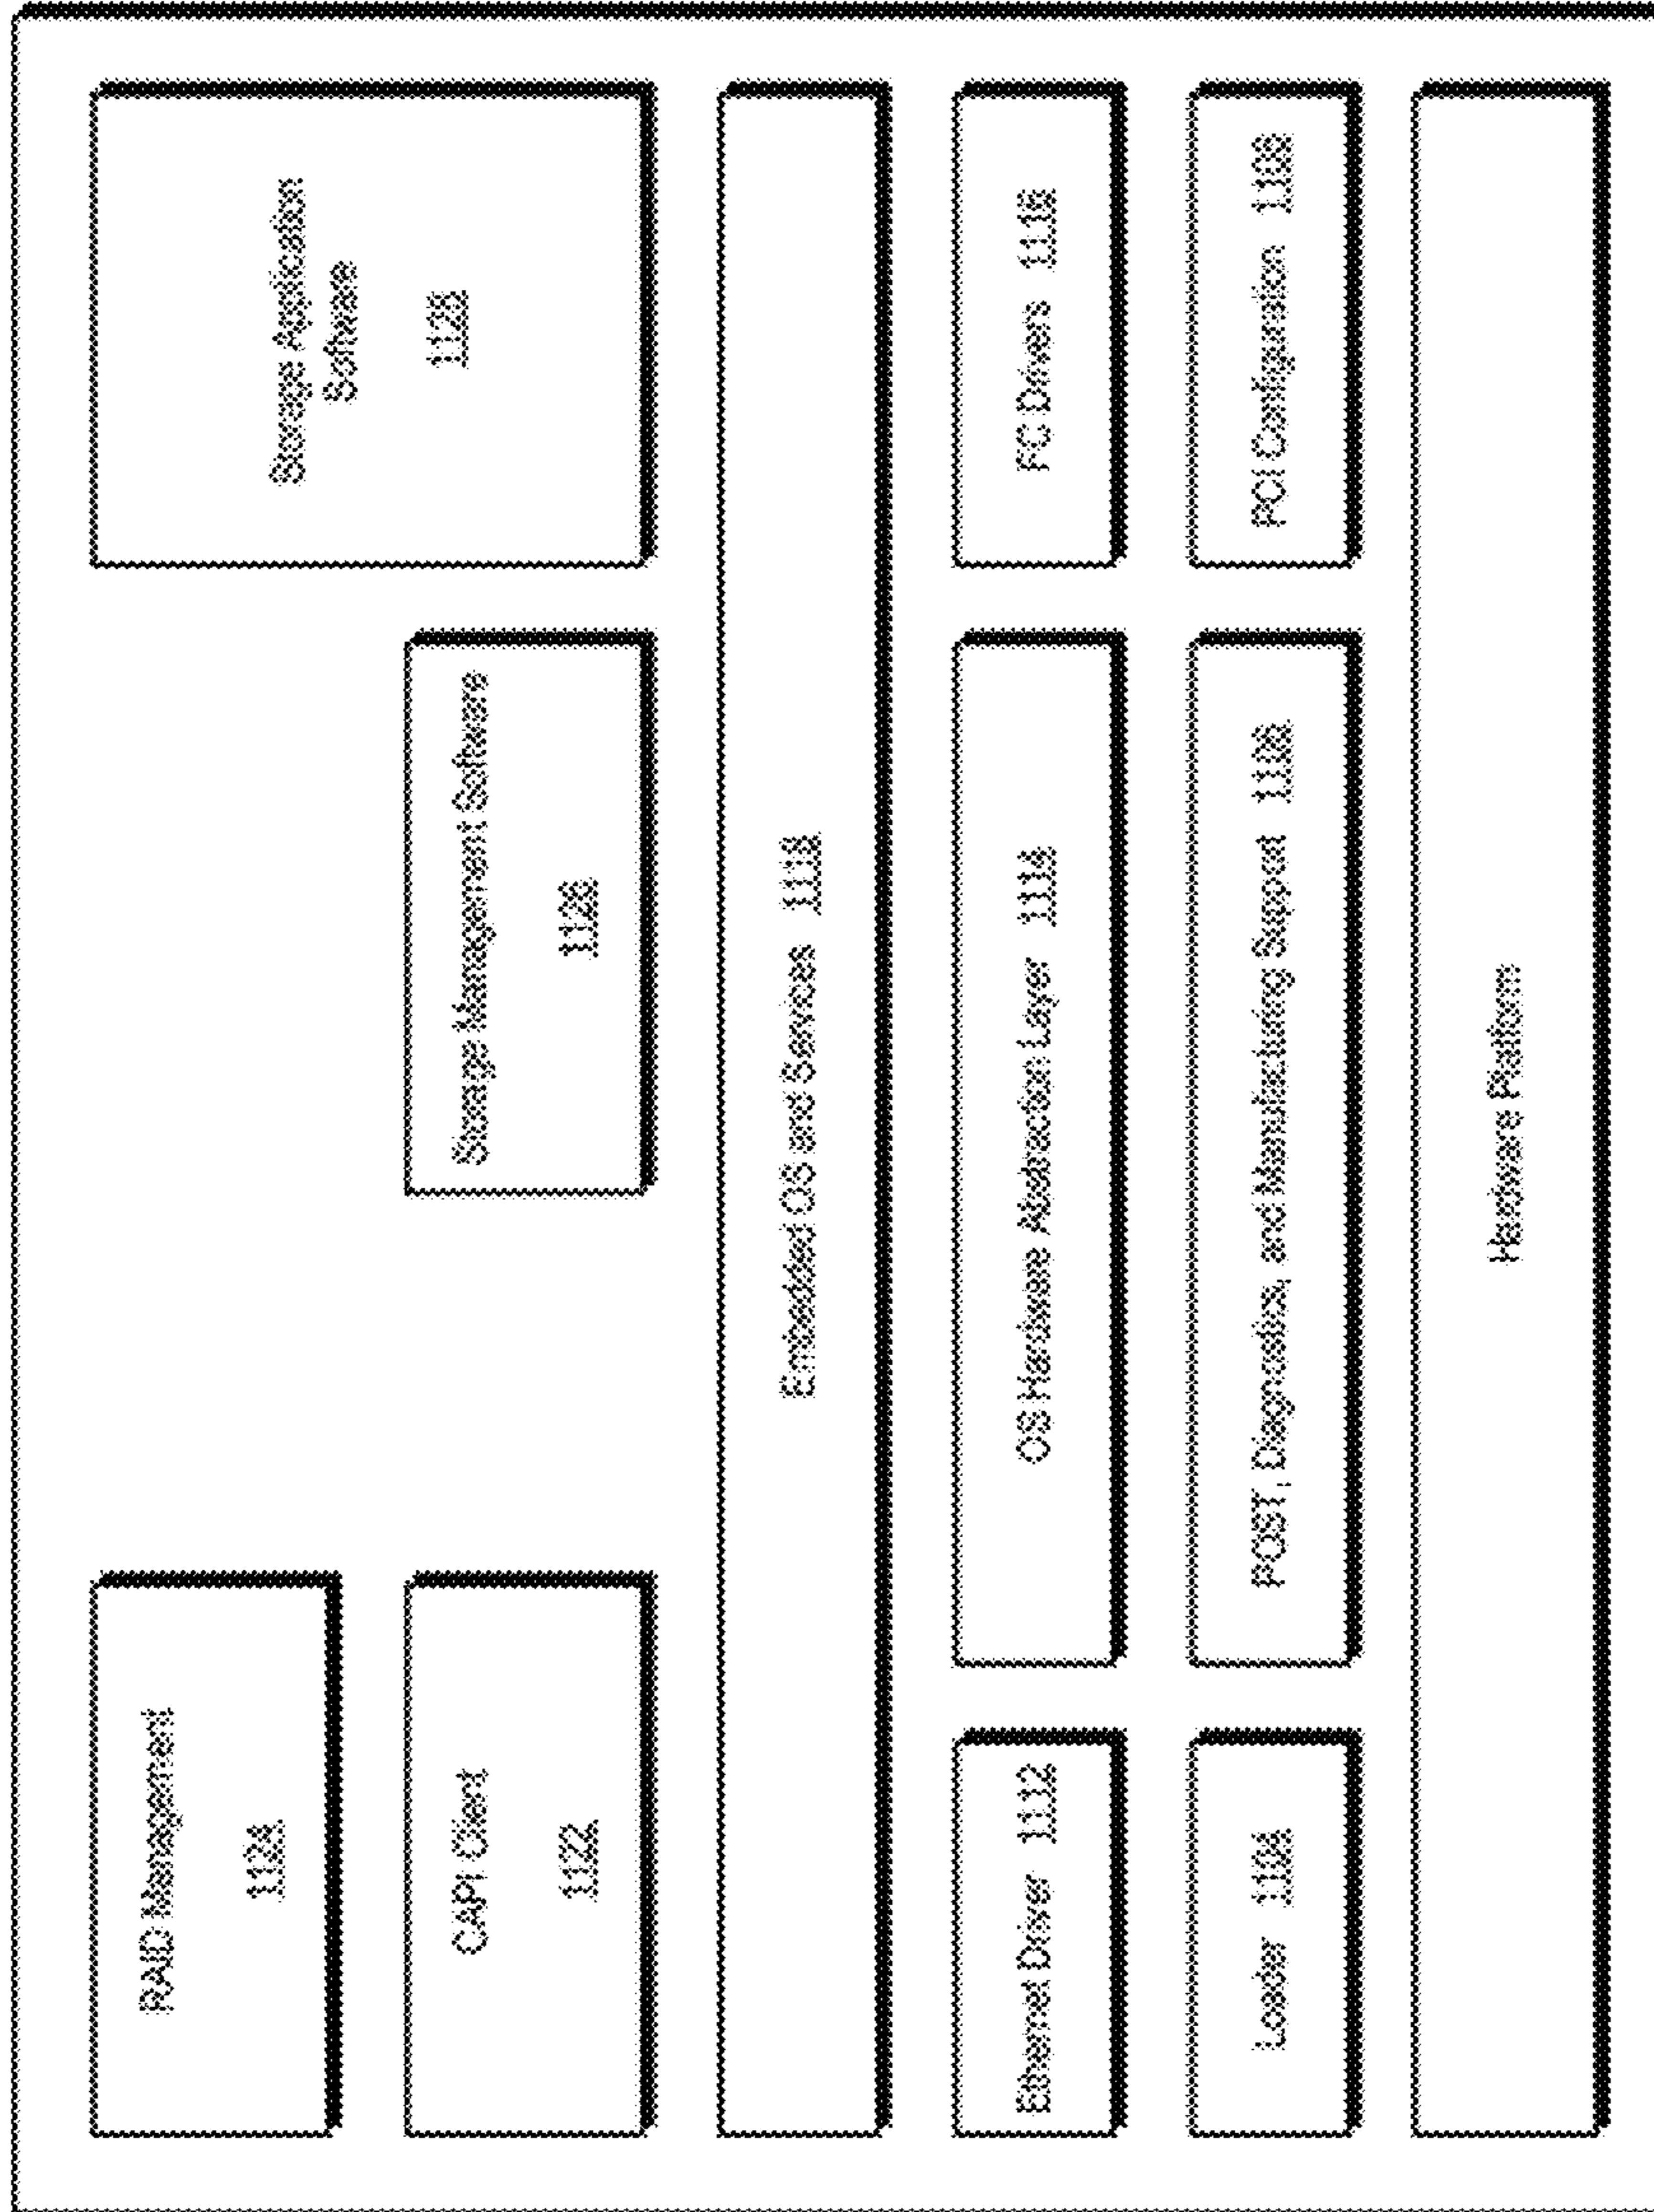 RAID Management
1124
Storage Application
Software
1128
CAPI Client
1122
Storage Management Software
1126
Embedded OS and Services 1118
Ethernet Driver 1112
OS Hardware Abstraction Layer 1114
FC Drivers 1116
Loader 1104
POST, Diagnostics, and Manufacturing Support 1106
PCI Configuration 1108
Hardware Platform